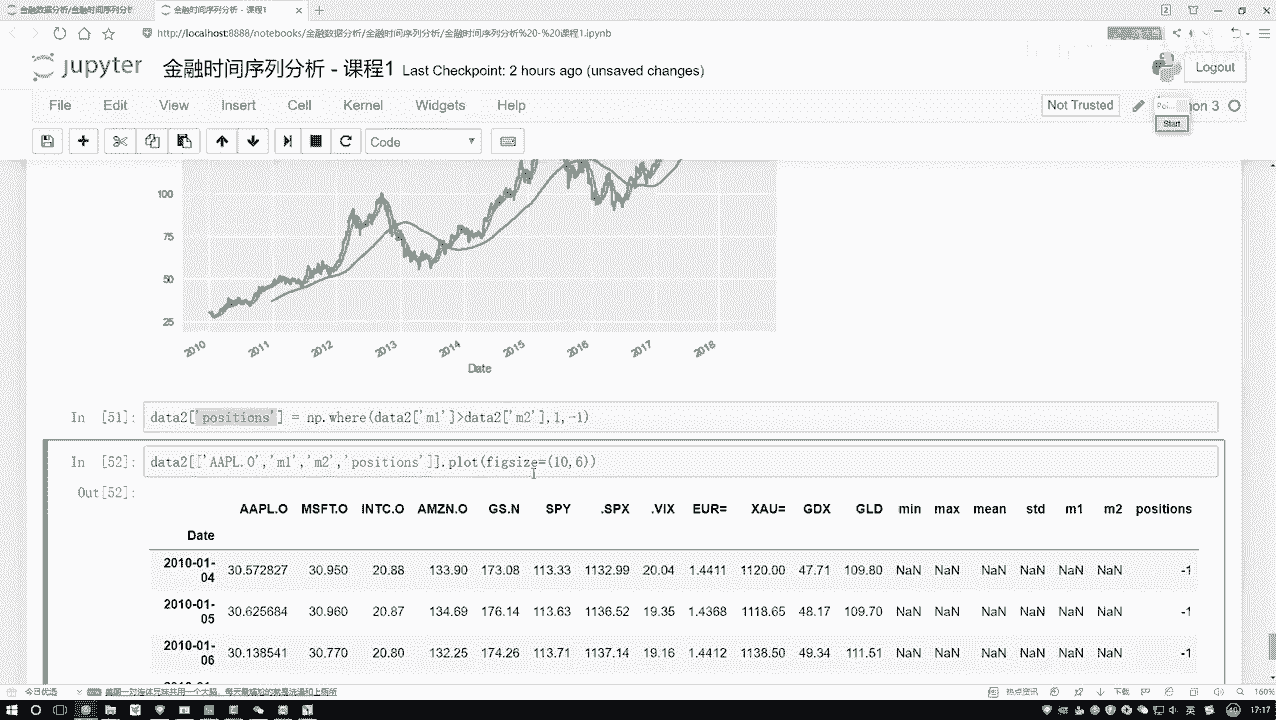 金融数据分析/金融时间序列分析
金融时间序列分析 - 课程1
http://localhost:8888/notebooks/金融数据分析/金融时间序列分析/金融时间序列分析%20-%20课程1.ipynb
jupyter 金融时间序列分析 - 课程1 Last Checkpoint: 2 hours ago (unsaved changes)
Logout
File Edit View Insert Cell Kernel Widgets Help
Not Trusted
on 3
Start
Code
100
75
50
25
2010 2011 2012 2013 2014 2015 2016 2017 2018
Date
In [51]: data2['positions'] = np.where(data2['m1']>data2['m2'],1,-1)
In [52]: data2[['AAPL.O','m1','m2','positions']].plot(figsize=(10,6))
Out[52]:
AAPL.O MSFT.O INTC.O AMZN.O GS.N SPY .SPX .VIX EUR= XAU= GDX GLD min max mean std m1 m2 positions
Date
2010-01-04 30.572827 30.950 20.88 133.90 173.08 113.33 1132.99 20.04 1.4411 1120.00 47.71 109.80 NaN NaN NaN NaN NaN NaN -1
2010-01-05 30.625684 30.960 20.87 134.69 176.14 113.63 1136.52 19.35 1.4368 1118.65 48.17 109.70 NaN NaN NaN NaN NaN NaN -1
2010-01-06 30.138541 30.770 20.80 132.25 174.26 113.71 1137.14 19.16 1.4412 1138.50 49.34 111.51 NaN NaN NaN NaN NaN NaN -1
今日优选
热点资讯
下载
160%
英
17:17